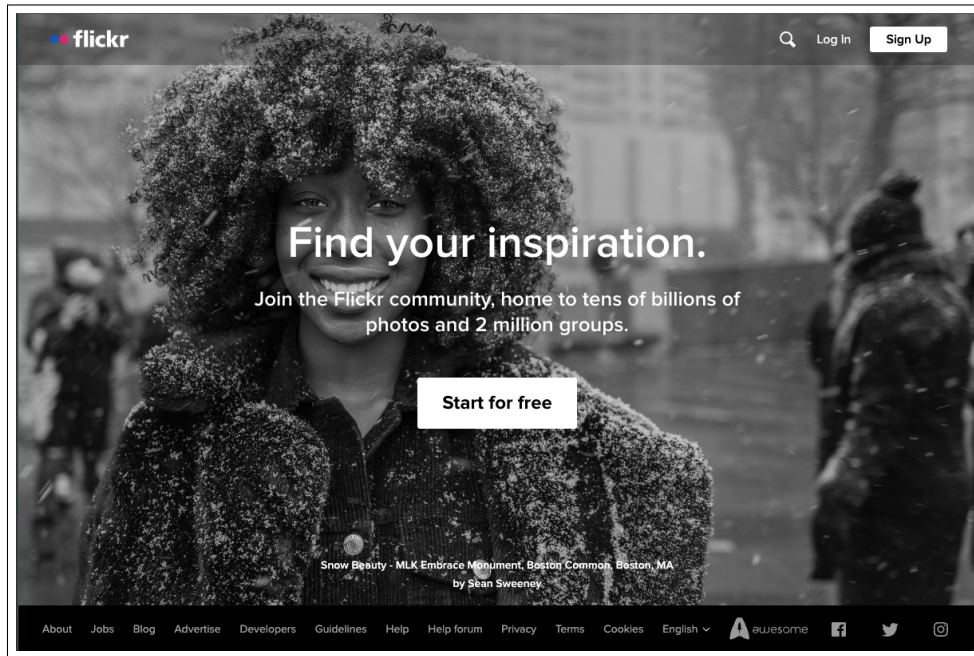 flickr
Log In
Sign Up
Find your inspiration.
Join the Flickr community, home to tens of billions of
photos and 2 million groups.
Start for free
Snow Beauty - MLK Embrace Monument, Boston Common, Boston, MA
by Sean Sweeney
About Jobs Blog Advertise Developers Guidelines Help Help forum Privacy Terms Cookies English awesome